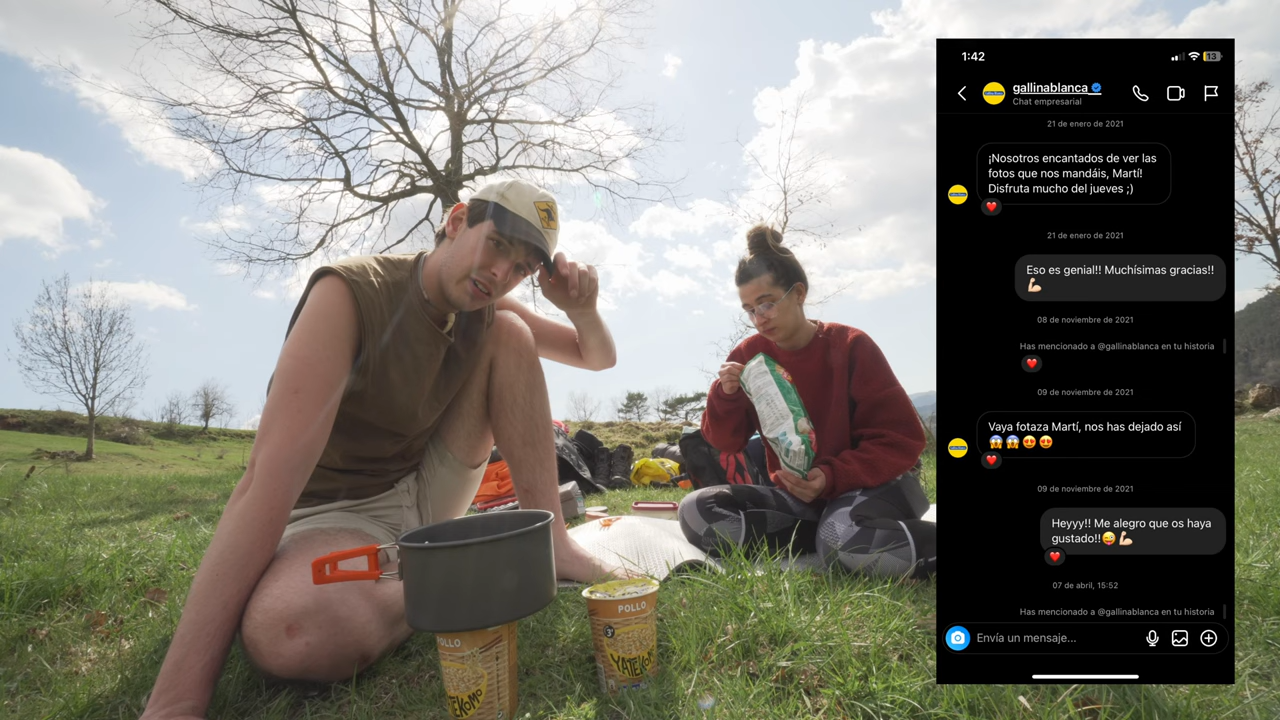 POLLO
YATEKOMO
POLLO
YATEKOMO
1:42
13
gallinablanca
Chat empresarial
21 de enero de 2021
¡Nosotros encantados de ver las
fotos que nos mandáis, Martí!
Disfruta mucho del jueves ;)
❤️
21 de enero de 2021
Eso es genial!! Muchísimas gracias!!
💪🏻
08 de noviembre de 2021
Has mencionado a @gallinablanca en tu historia
❤️
09 de noviembre de 2021
Vaya fotaza Martí, nos has dejado así
😱😱😍😍
❤️
09 de noviembre de 2021
Heyyy!! Me alegro que os haya
gustado!!😜💪🏻
❤️
07 de abril, 15:52
Has mencionado a @gallinablanca en tu historia
Envía un mensaje...